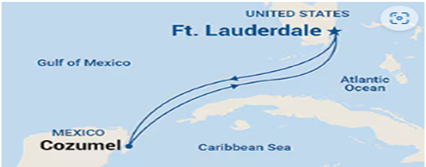 UNITED STATES
Ft. Lauderdale
Gulf of Mexico
Atlantic
Ocean
MEXICO
Cozumel
Caribbean Sea